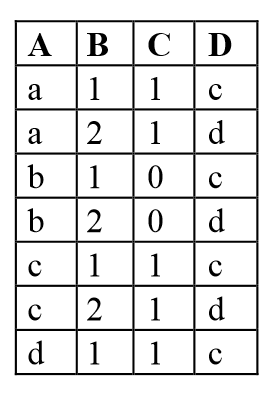 A B C D
a 1 1 c
a 2 1 d
b 1 0 c
b 2 0 d
c 1 1 c
c 2 1 d
d 1 1 c